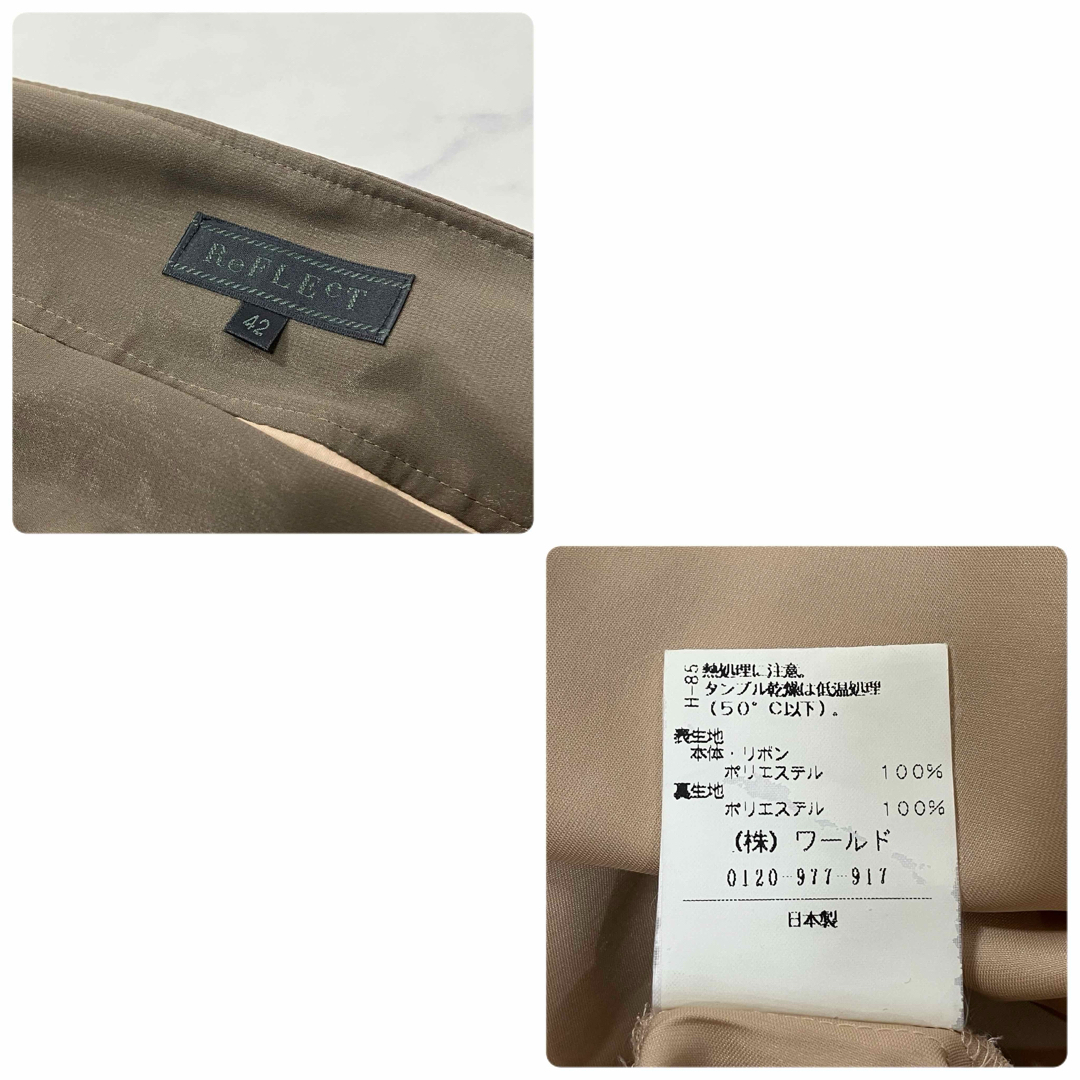 ReFLEcT
42
H-85
熱処理に注意。
タンブル乾燥は低温処理
（50°C以下）。
表生地
本体・リボン
ポリエステル 100%
裏生地
ポリエステル 100%
（株）ワールド
0120-977-917
日本製